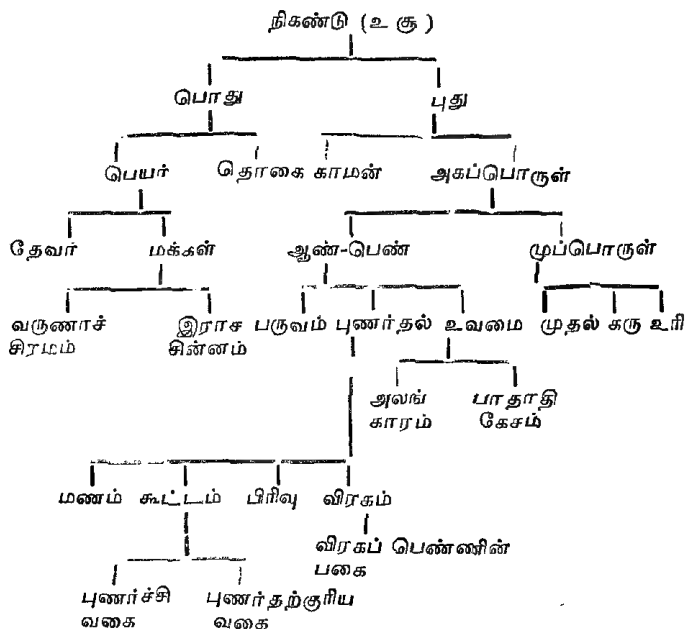 நிகண்டு (உ சூ )
பொது புது
பெயர் தொகை காமன் அகப்பொருள்
தேவர் மக்கள் ஆண்-பெண் முப்பொருள்
வருணாச் இராச பருவம் புணர்தல் உவமை முதல் கரு உரி
சிரமம் சின்னம்
அலங் பாதாதி
காரம் கேசம்
மணம் கூட்டம் பிரிவு விரகம்
விரகப் பெண்ணின்
பகை
புணர்ச்சி புணர்தற்குரிய
வகை வகை